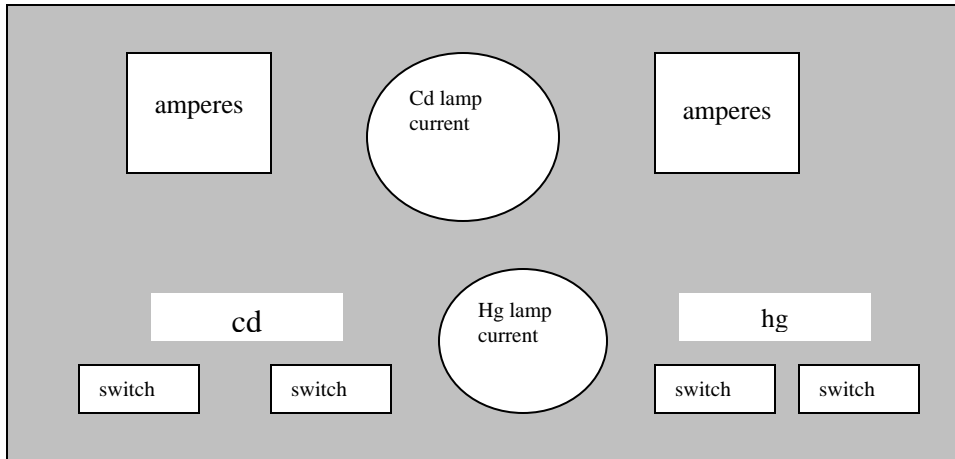 amperes
Cd lamp
current
amperes
cd
Hg lamp
current
hg
switch
switch
switch
switch